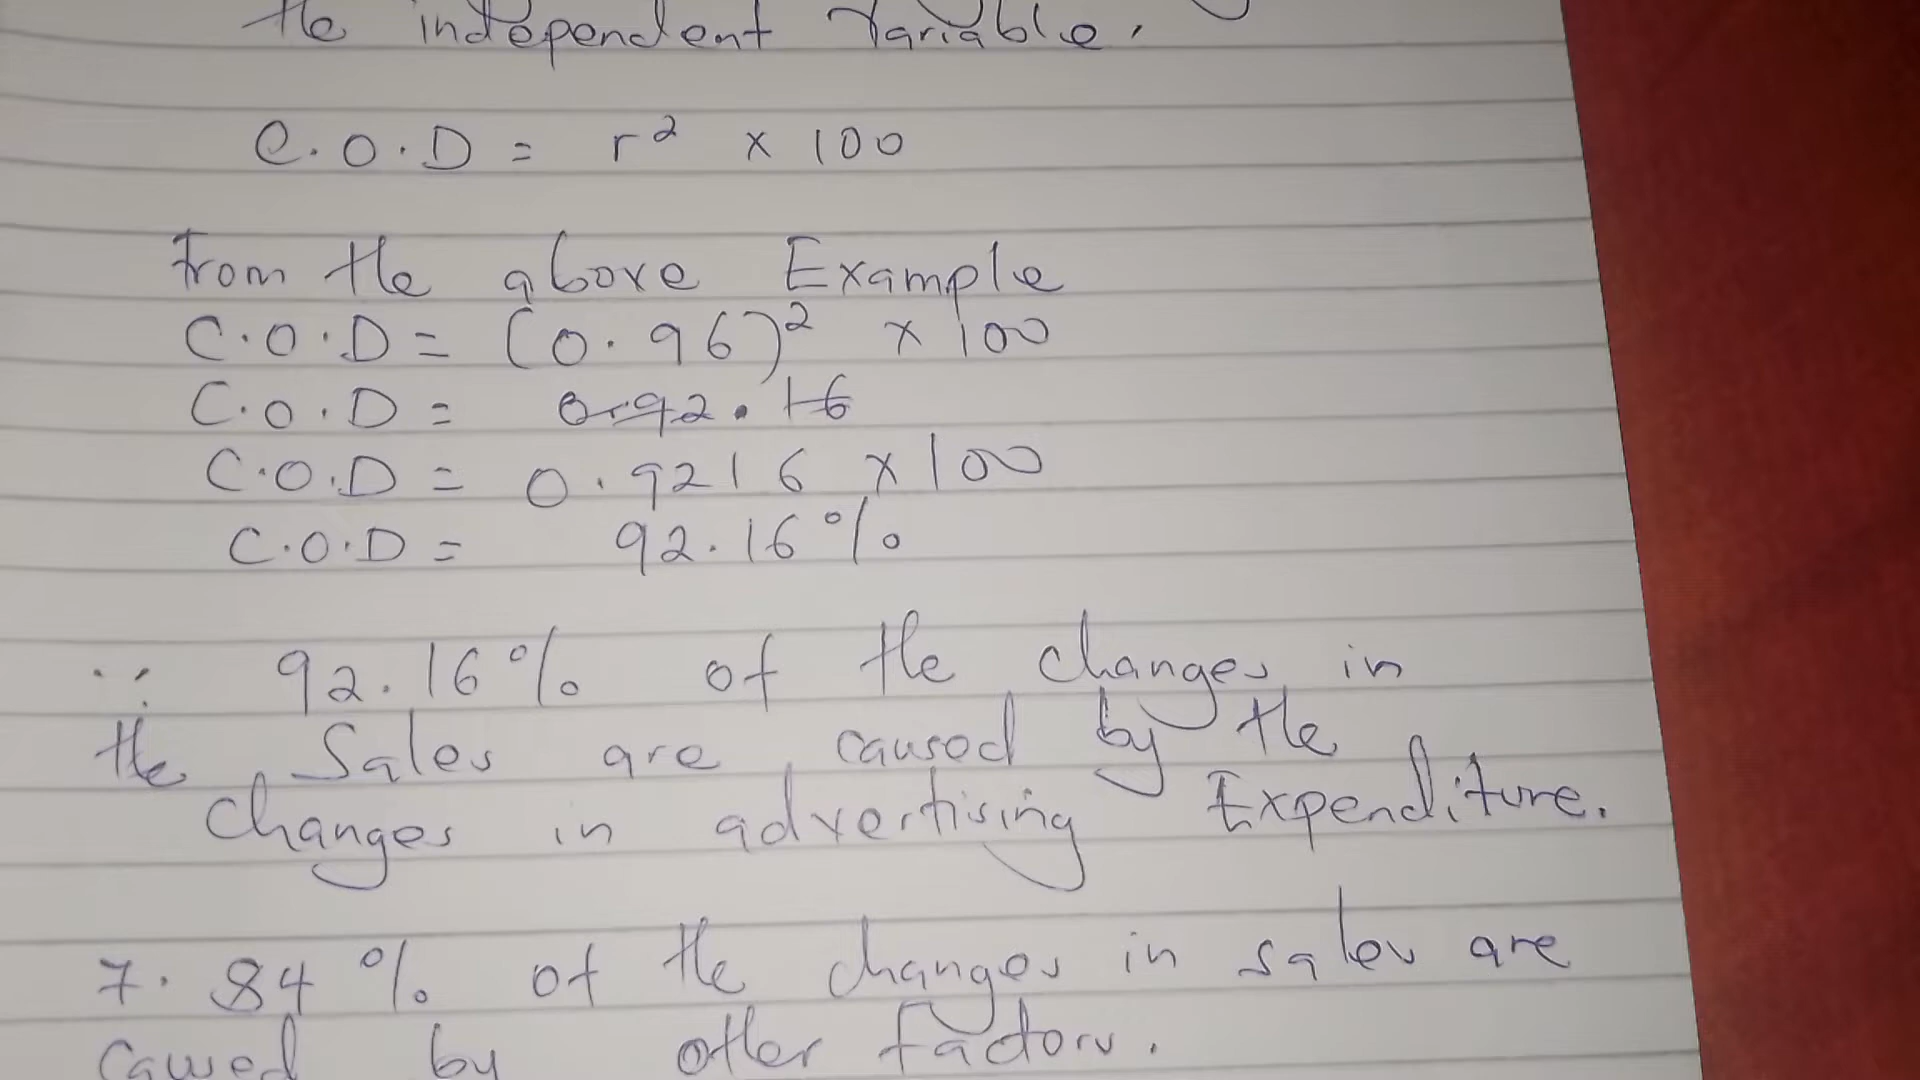 the independent variable.
C.O.D = r² × 100
From the above Example
C.O.D = (0.96)² × 100
C.O.D = 0.92.16
C.O.D = 0.9216 × 100
C.O.D = 92.16%
∵ 92.16% of the changes in
the Sales are caused by the
changes in advertising Expenditure.
7.84% of the changes in sales are
caused by other factors.